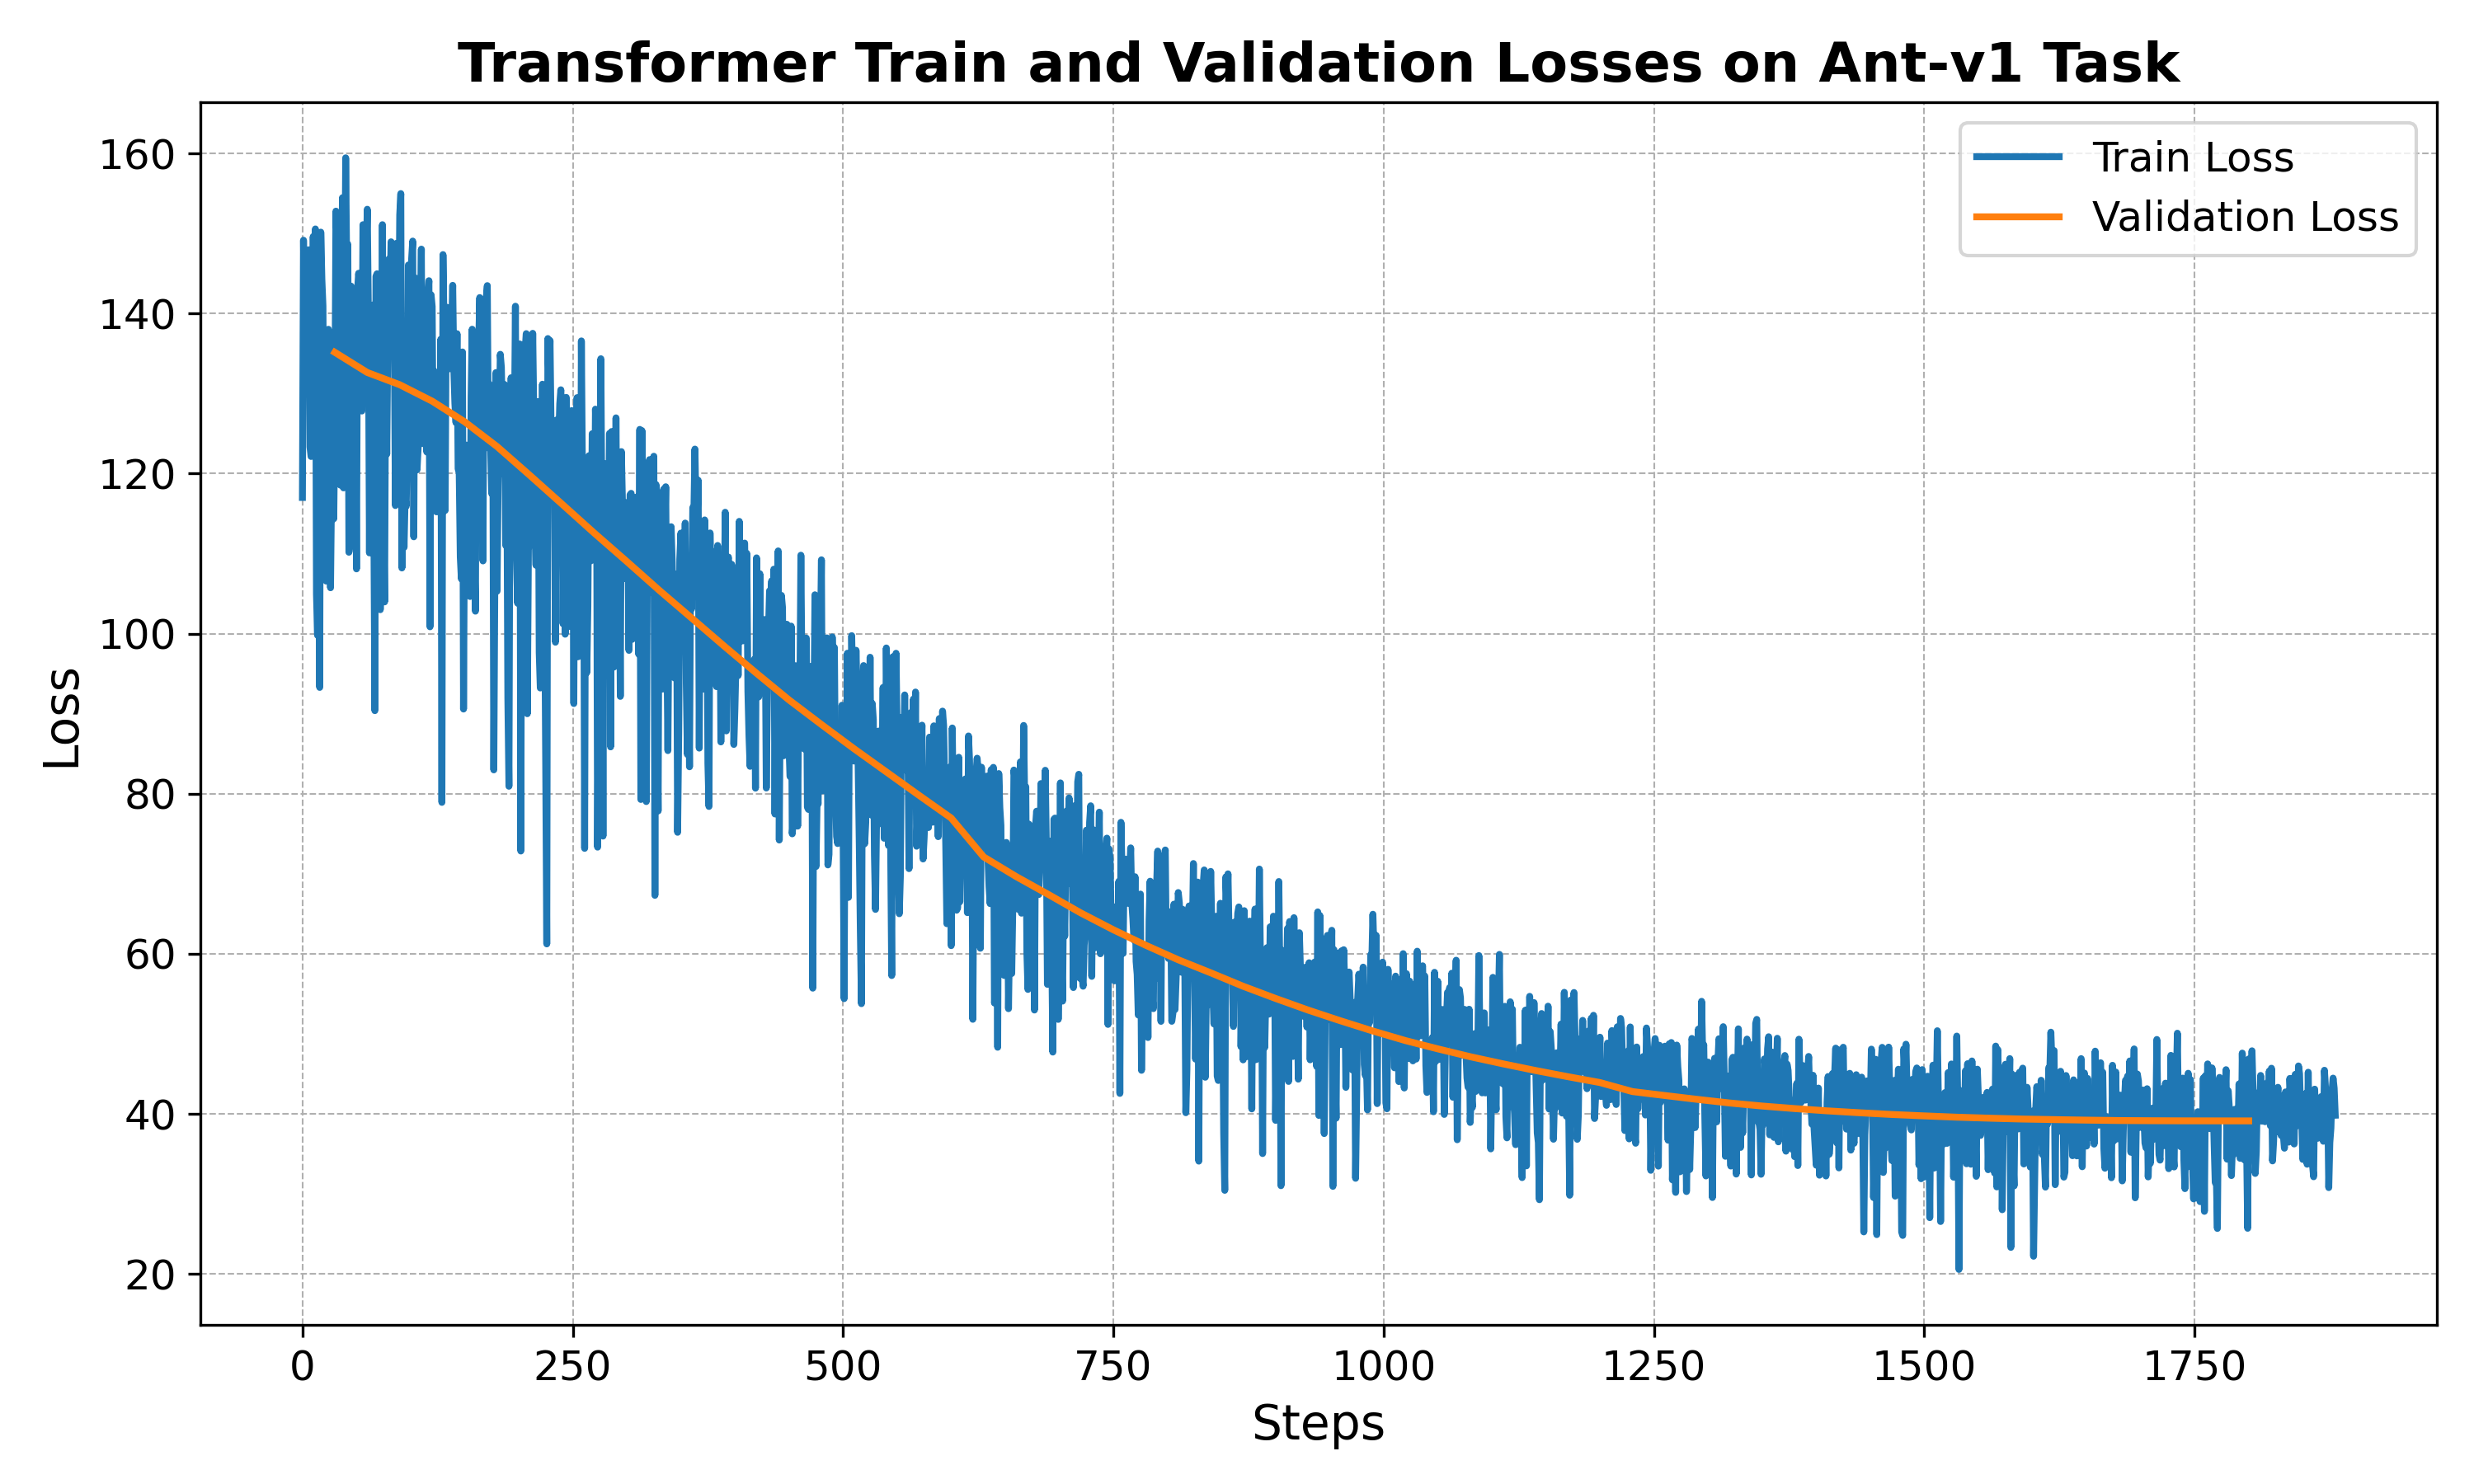 Transformer Train and Validation Losses on Ant-v1 Task
Train Loss
Validation Loss
160
140
120
100
80
60
40
20
Loss
0 250 500 750 1000 1250 1500 1750
Steps